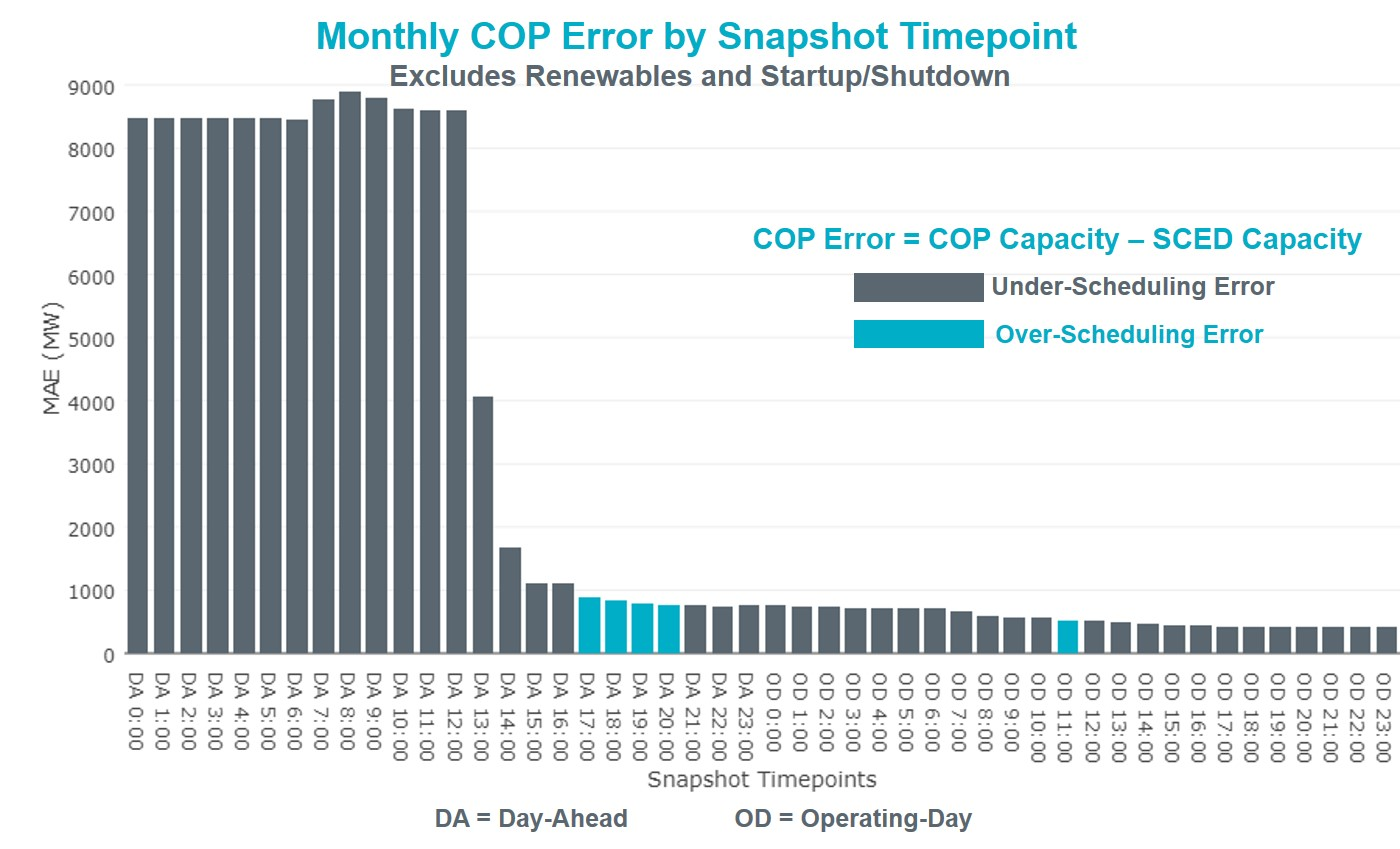 Monthly COP Error by Snapshot Timepoint
Excludes Renewables and Startup/Shutdown
9000
8000
7000
6000
5000
4000
3000
2000
1000
0
MAE (MW)
COP Error = COP Capacity – SCED Capacity
Under-Scheduling Error
Over-Scheduling Error
DA 0:00
DA 1:00
DA 2:00
DA 3:00
DA 4:00
DA 5:00
DA 6:00
DA 7:00
DA 8:00
DA 9:00
DA 10:00
DA 11:00
DA 12:00
DA 13:00
DA 14:00
DA 15:00
DA 16:00
DA 17:00
DA 18:00
DA 19:00
DA 20:00
DA 21:00
DA 22:00
DA 23:00
OD 0:00
OD 1:00
OD 2:00
OD 3:00
OD 4:00
OD 5:00
OD 6:00
OD 7:00
OD 8:00
OD 9:00
OD 10:00
OD 11:00
OD 12:00
OD 13:00
OD 14:00
OD 15:00
OD 16:00
OD 17:00
OD 18:00
OD 19:00
OD 20:00
OD 21:00
OD 22:00
OD 23:00
Snapshot Timepoints
DA = Day-Ahead
OD = Operating-Day